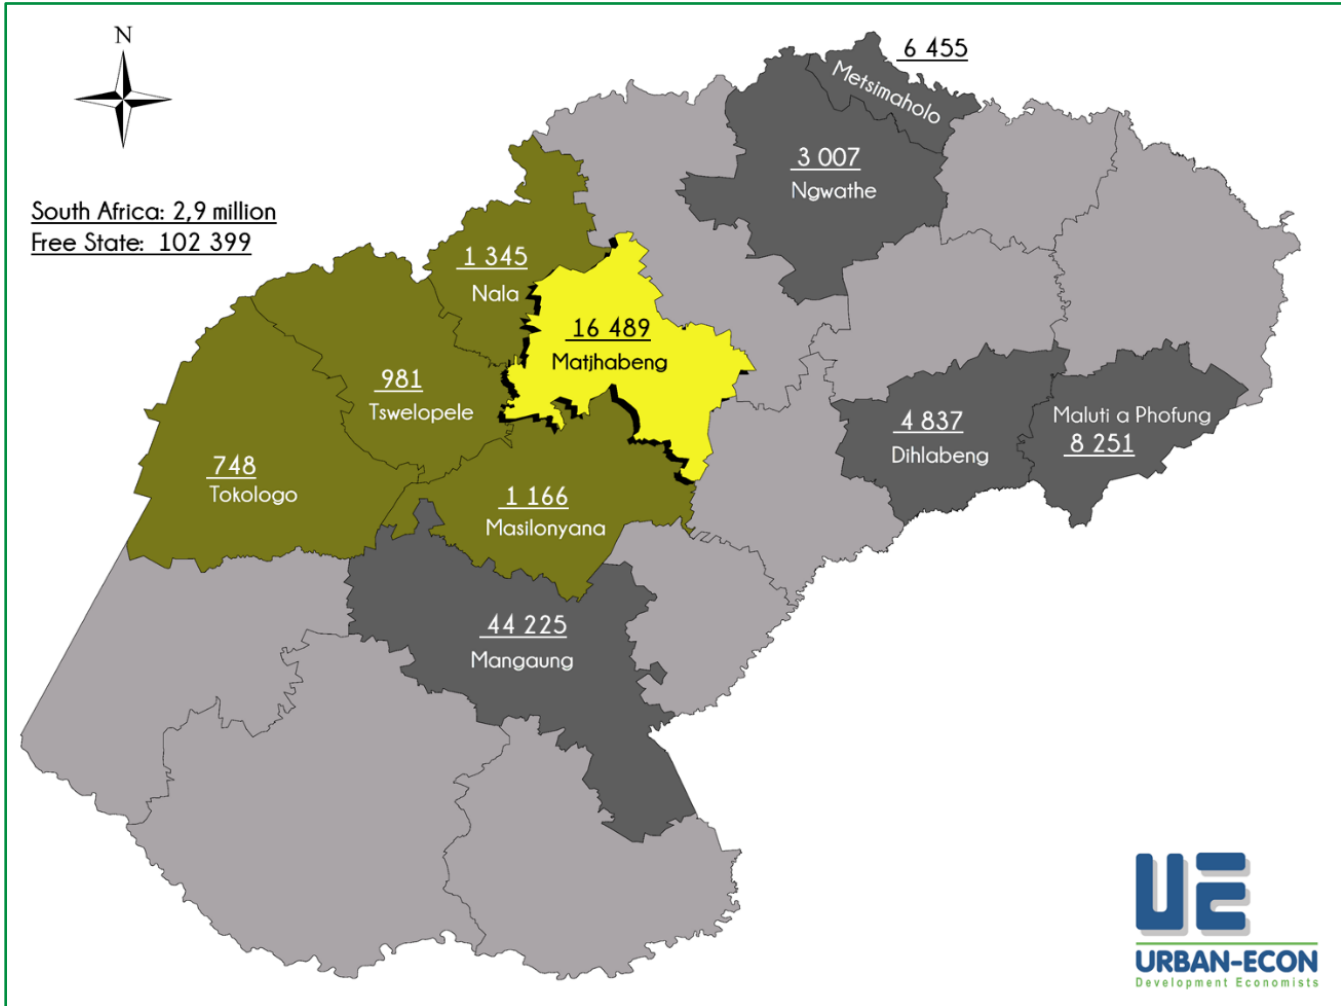 N
6 455
Metsimaholo
3 007
Ngwathe
South Africa: 2,9 million
Free State: 102 399
1 345
Nala
16 489
Matjhabeng
981
Tswelopele
4 837
Dihlabeng
Maluti a Phofung
8 251
748
Tokologo
1 166
Masilonyana
44 225
Mangaung
UE
URBAN-ECON
Development Economists